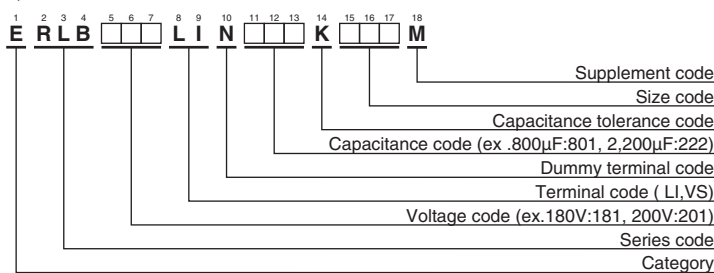 1 2 3 4 5 6 7 8 9 10 11 12 13 14 15 16 17 18
E R L B L I N K M
Supplement code
Size code
Capacitance tolerance code
Capacitance code (ex .800μF:801, 2,200μF:222)
Dummy terminal code
Terminal code ( LI,VS)
Voltage code (ex.180V:181, 200V:201)
Series code
Category